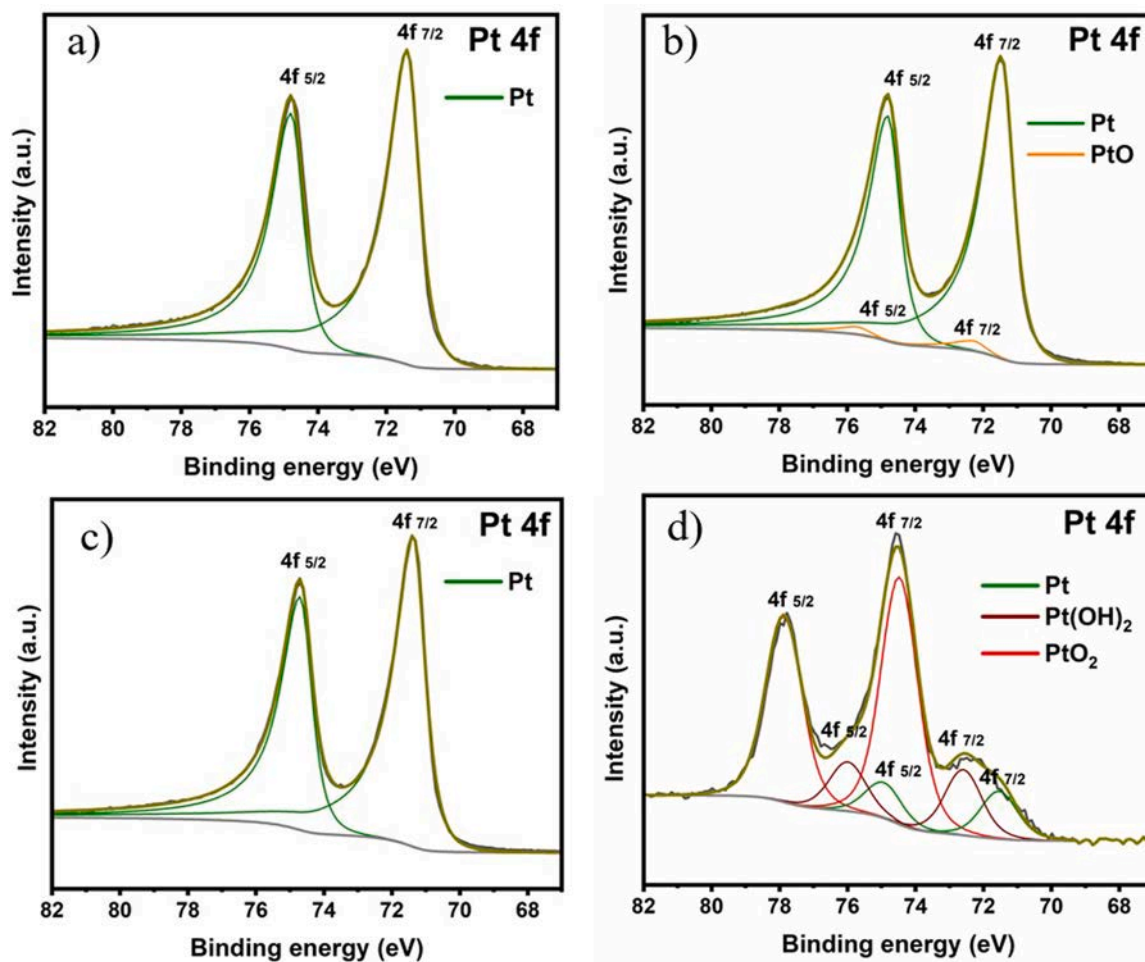 a)
Pt 4f
4f 7/2
4f 5/2
Pt
Intensity (a.u.)
82 80 78 76 74 72 70 68
Binding energy (eV)
b)
Pt 4f
4f 7/2
4f 5/2
Pt
PtO
4f 5/2
4f 7/2
Intensity (a.u.)
82 80 78 76 74 72 70 68
Binding energy (eV)
c)
Pt 4f
4f 7/2
4f 5/2
Pt
Intensity (a.u.)
82 80 78 76 74 72 70 68
Binding energy (eV)
d)
Pt 4f
4f 7/2
4f 5/2
Pt
Pt(OH)₂
PtO₂
4f 5/2
4f 7/2
4f 5/2
4f 7/2
Intensity (a.u.)
82 80 78 76 74 72 70 68
Binding energy (eV)